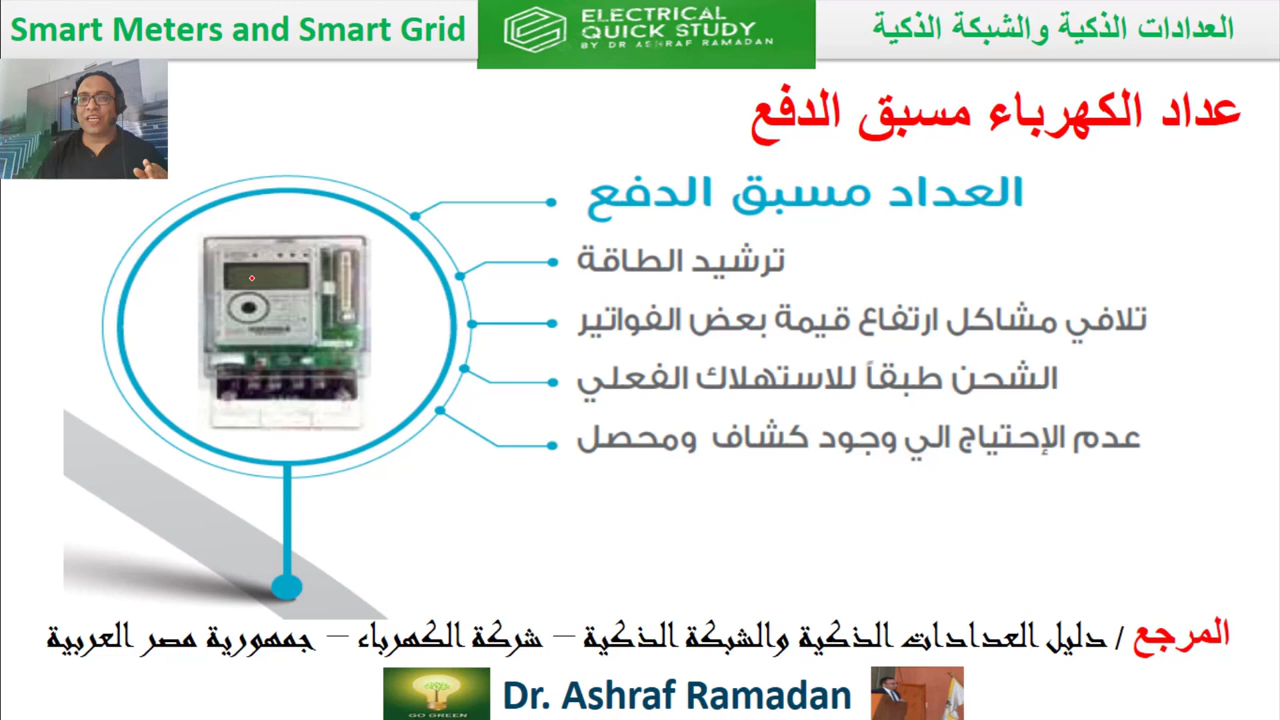 Smart Meters and Smart Grid
ELECTRICAL
QUICK STUDY
BY DR ASHRAF RAMADAN
العدادات الذكية والشبكة الذكية
عداد الكهرباء مسبق الدفع
العداد مسبق الدفع
ترشيد الطاقة
تلافي مشاكل ارتفاع قيمة بعض الفواتير
الشحن طبقاً للاستهلاك الفعلي
عدم الإحتياج الي وجود كشاف ومحصل
المرجع / دليل العدادات الذكية والشبكة الذكية – شركة الكهرباء – جمهورية مصر العربية
GO GREEN
Dr. Ashraf Ramadan